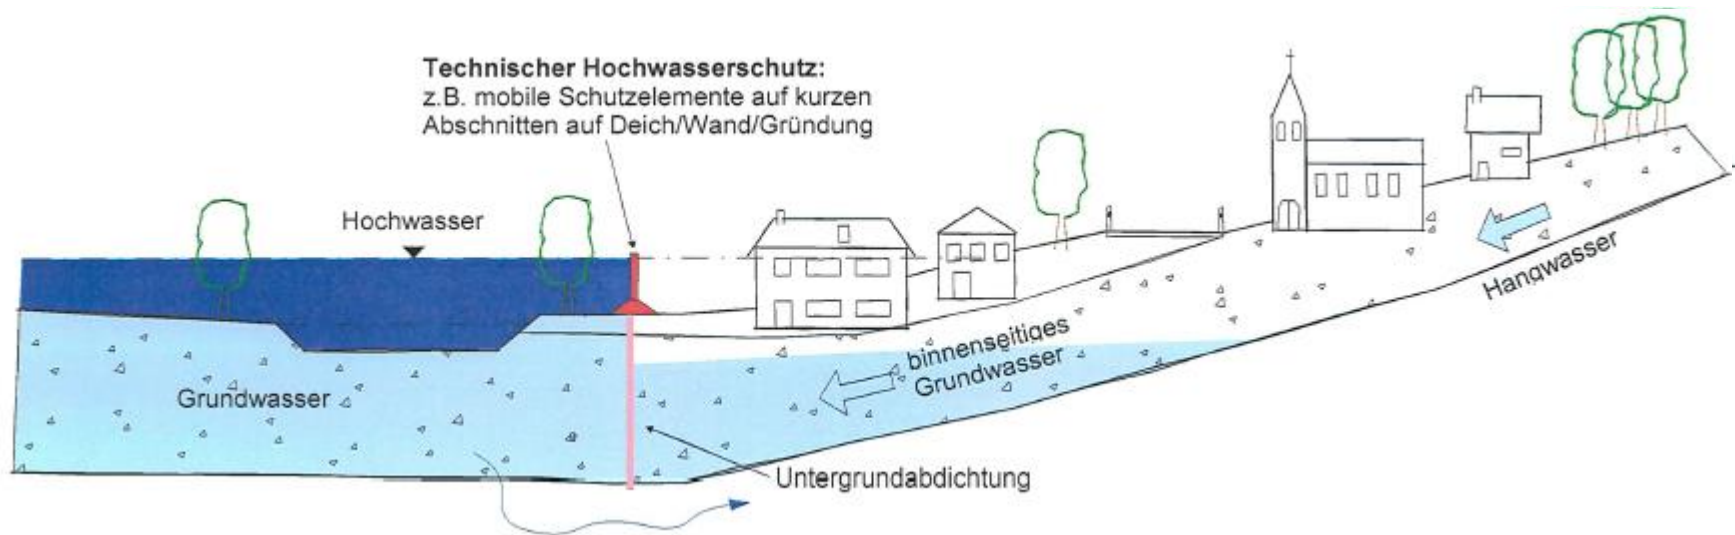 Technischer Hochwasserschutz:
z.B. mobile Schutzelemente auf kurzen
Abschnitten auf Deich/Wand/Gründung
Hochwasser
Hangwasser
binnenseitiges
Grundwasser
Grundwasser
Untergrundabdichtung